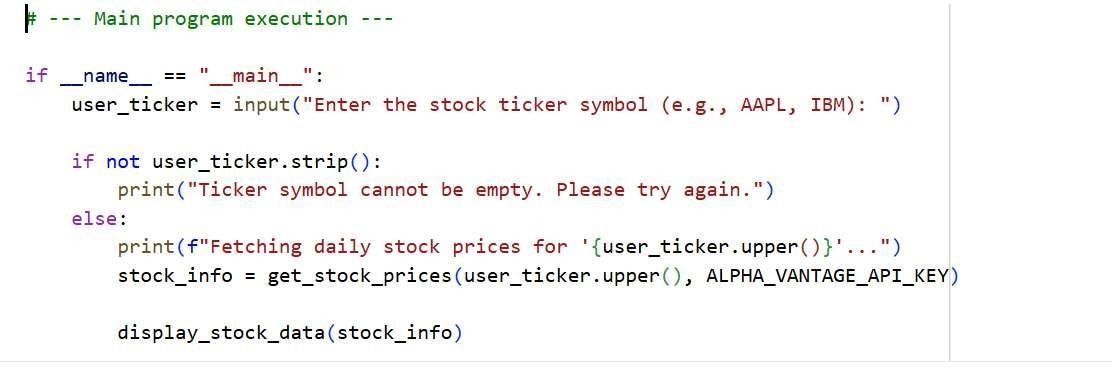 # --- Main program execution ---
if __name__ == "__main__":
    user_ticker = input("Enter the stock ticker symbol (e.g., AAPL, IBM): ")
    if not user_ticker.strip():
        print("Ticker symbol cannot be empty. Please try again.")
    else:
        print(f"Fetching daily stock prices for '{user_ticker.upper()}'...")
        stock_info = get_stock_prices(user_ticker.upper(), ALPHA_VANTAGE_API_KEY)
        display_stock_data(stock_info)